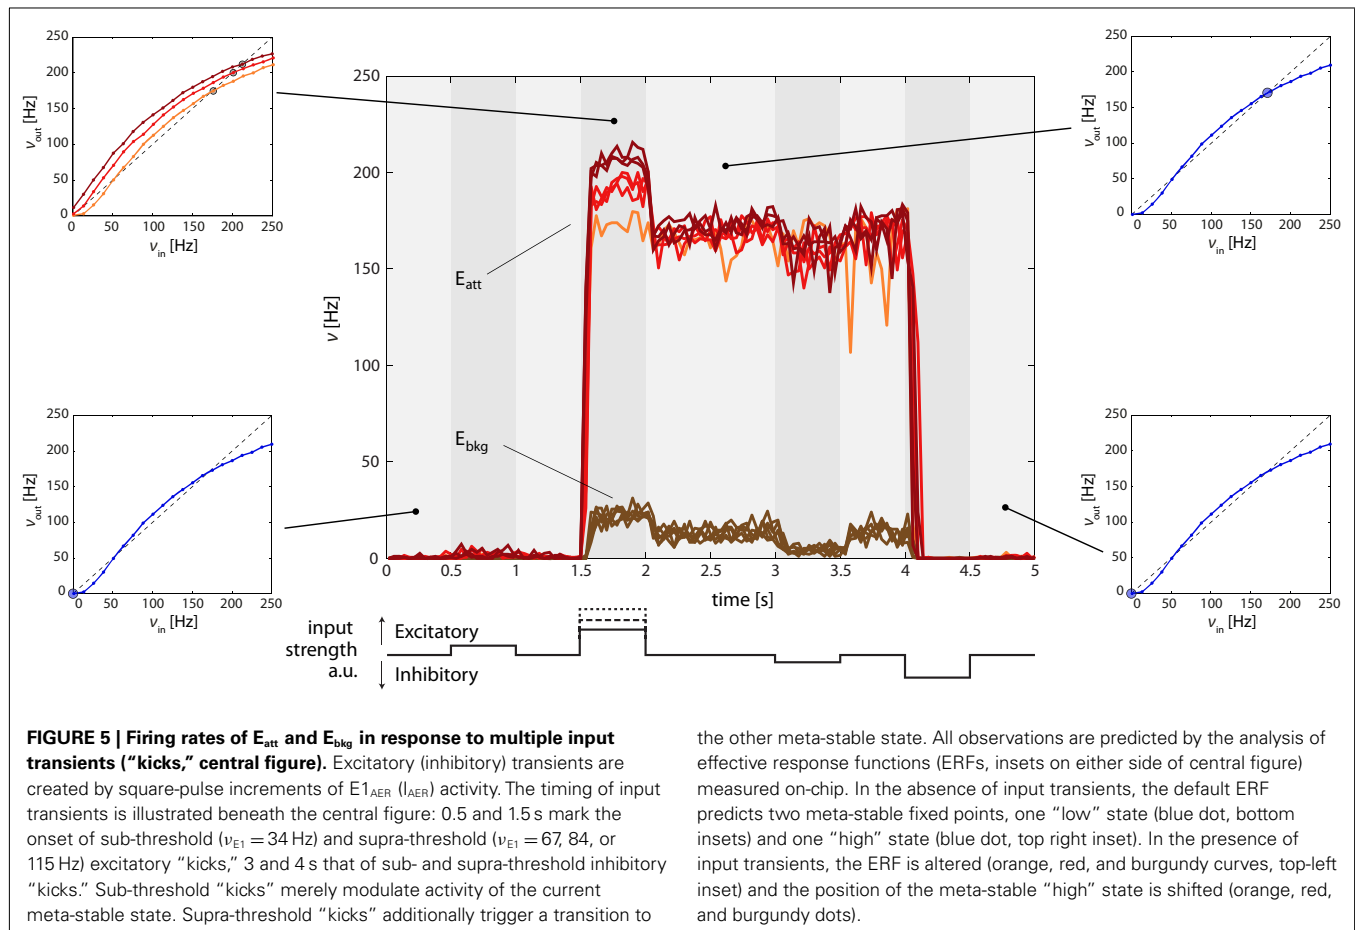 250
200
150
100
50
0
ν_out [Hz]
0 50 100 150 200 250
ν_in [Hz]
250
200
150
100
50
0
ν_out [Hz]
0 50 100 150 200 250
ν_in [Hz]
250
200
150
100
50
0
ν [Hz]
E_att
E_bkg
0 0.5 1 1.5 2 2.5 3 3.5 4 4.5 5
time [s]
250
200
150
100
50
0
ν_out [Hz]
0 50 100 150 200 250
ν_in [Hz]
250
200
150
100
50
0
ν_out [Hz]
0 50 100 150 200 250
ν_in [Hz]
input
strength
a.u.
Excitatory
Inhibitory
FIGURE 5 | Firing rates of E_att and E_bkg in response to multiple input
transients (“kicks,” central figure). Excitatory (inhibitory) transients are
created by square-pulse increments of E1_AER (I_AER) activity. The timing of input
transients is illustrated beneath the central figure: 0.5 and 1.5 s mark the
onset of sub-threshold (ν_E1 = 34 Hz) and supra-threshold (ν_E1 = 67, 84, or
115 Hz) excitatory “kicks,” 3 and 4 s that of sub- and supra-threshold inhibitory
“kicks.” Sub-threshold “kicks” merely modulate activity of the current
meta-stable state. Supra-threshold “kicks” additionally trigger a transition to
the other meta-stable state. All observations are predicted by the analysis of
effective response functions (ERFs, insets on either side of central figure)
measured on-chip. In the absence of input transients, the default ERF
predicts two meta-stable fixed points, one “low” state (blue dot, bottom
insets) and one “high” state (blue dot, top right inset). In the presence of
input transients, the ERF is altered (orange, red, and burgundy curves, top-left
inset) and the position of the meta-stable “high” state is shifted (orange, red,
and burgundy dots).